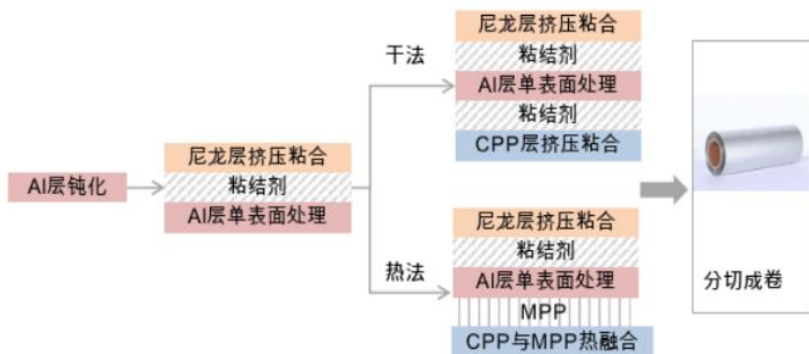 AI层钝化
尼龙层挤压粘合
粘结剂
AI层单表面处理
干法
尼龙层挤压粘合
粘结剂
AI层单表面处理
粘结剂
CPP层挤压粘合
热法
尼龙层挤压粘合
粘结剂
AI层单表面处理
MPP
CPP与MPP热融合
分切成卷